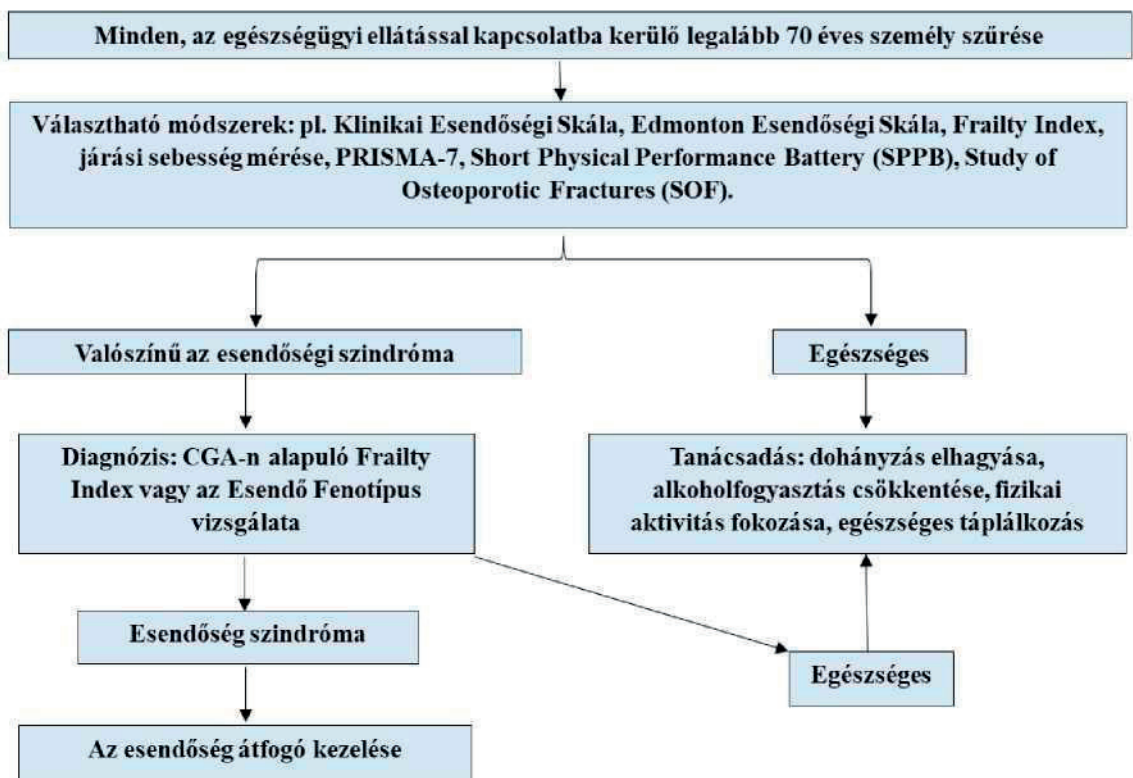 Minden, az egészségügyi ellátással kapcsolatba kerülő legalább 70 éves személy szűrése
Választható módszerek: pl. Klinikai Esendőségi Skála, Edmonton Esendőségi Skála, Frailty Index,
járási sebesség mérése, PRISMA-7, Short Physical Performance Battery (SPPB), Study of
Osteoporotic Fractures (SOF).
Valószínű az esendőségi szindróma
Egészséges
Diagnózis: CGA-n alapuló Frailty
Index vagy az Esendő Fenotípus
vizsgálata
Tanácsadás: dohányzás elhagyása,
alkoholfogyasztás csökkentése, fizikai
aktivitás fokozása, egészséges táplálkozás
Esendőség szindróma
Egészséges
Az esendőség átfogó kezelése